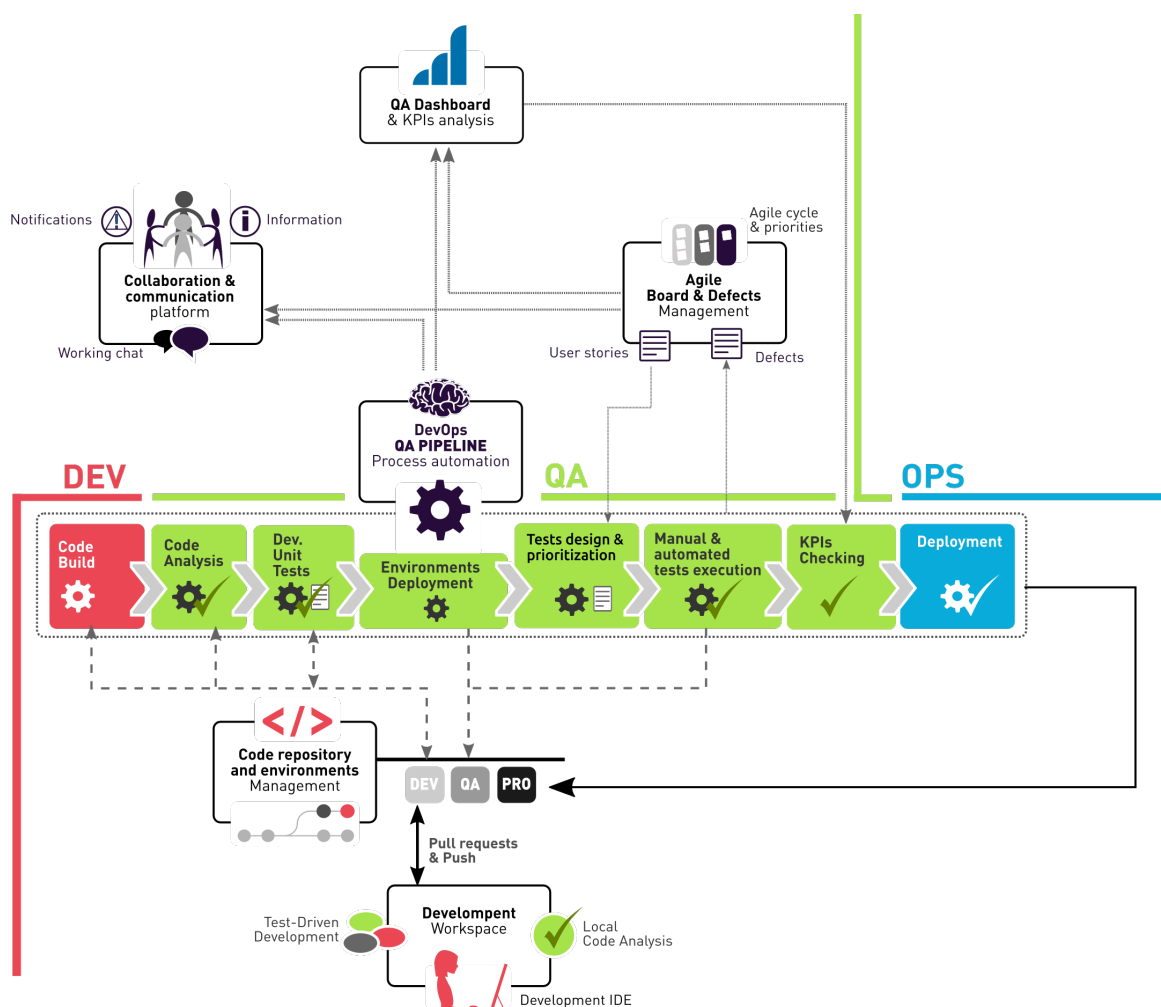 QA Dashboard
& KPIs analysis
Notifications
Information
Agile cycle
& priorities
Collaboration &
communication
platform
Working chat
Agile
Board & Defects
Management
User stories
Defects
DevOps
QA PIPELINE
Process automation
DEV
QA
OPS
Code
Build
Code
Analysis
Dev.
Unit
Tests
Environments
Deployment
Tests design &
prioritization
Manual &
automated
tests execution
KPIs
Checking
Deployment
</>
Code repository
and environments
Management
DEV
QA
PRO
Pull requests
& Push
Test-Driven
Development
Develompent
Workspace
Local
Code Analysis
Development IDE